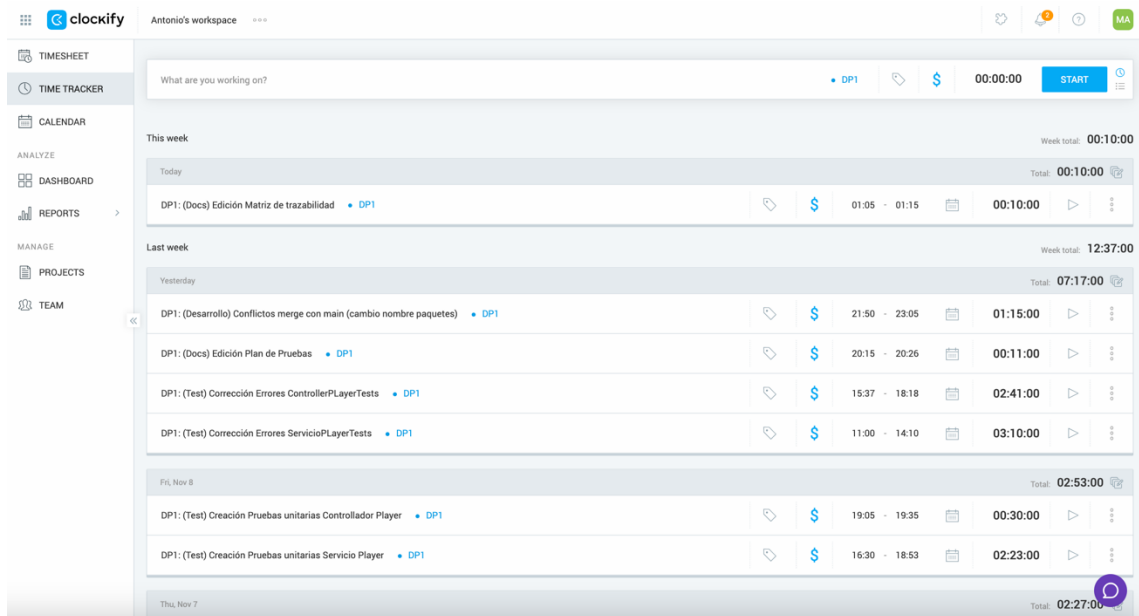 clockify Antonio's workspace 2 MA
TIMESHEET
TIME TRACKER
CALENDAR
ANALYZE
DASHBOARD
REPORTS
MANAGE
PROJECTS
TEAM
What are you working on? DP1 $ 00:00:00 START
This week Week total: 00:10:00
Today Total: 00:10:00
DP1: (Docs) Edición Matriz de trazabilidad • DP1 $ 01:05 - 01:15 00:10:00
Last week Week total: 12:37:00
Yesterday Total: 07:17:00
DP1: (Desarrollo) Conflictos merge con main (cambio nombre paquetes) • DP1 $ 21:50 - 23:05 01:15:00
DP1: (Docs) Edición Plan de Pruebas • DP1 $ 20:15 - 20:26 00:11:00
DP1: (Test) Corrección Errores ControllerPLayerTests • DP1 $ 15:37 - 18:18 02:41:00
DP1: (Test) Corrección Errores ServicioPLayerTests • DP1 $ 11:00 - 14:10 03:10:00
Fri, Nov 8 Total: 02:53:00
DP1: (Test) Creación Pruebas unitarias Controlador Player • DP1 $ 19:05 - 19:35 00:30:00
DP1: (Test) Creación Pruebas unitarias Servicio Player • DP1 $ 16:30 - 18:53 02:23:00
Thu, Nov 7 Total: 02:27:00